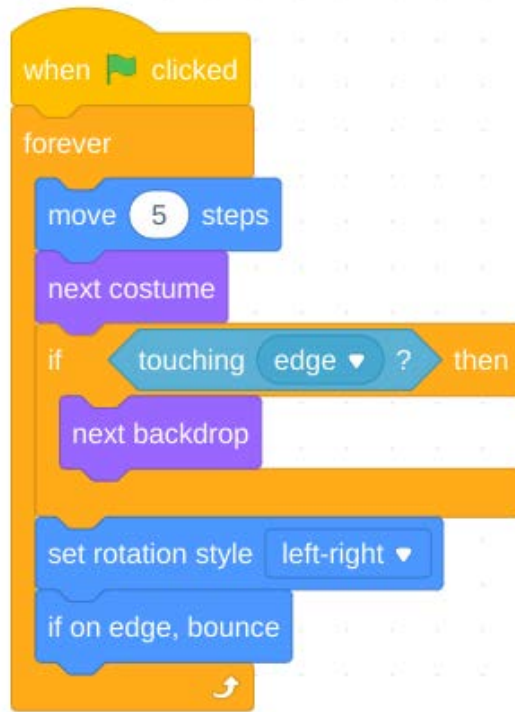 when clicked
forever
move 5 steps
next costume
if touching edge ? then
next backdrop
set rotation style left-right
if on edge, bounce